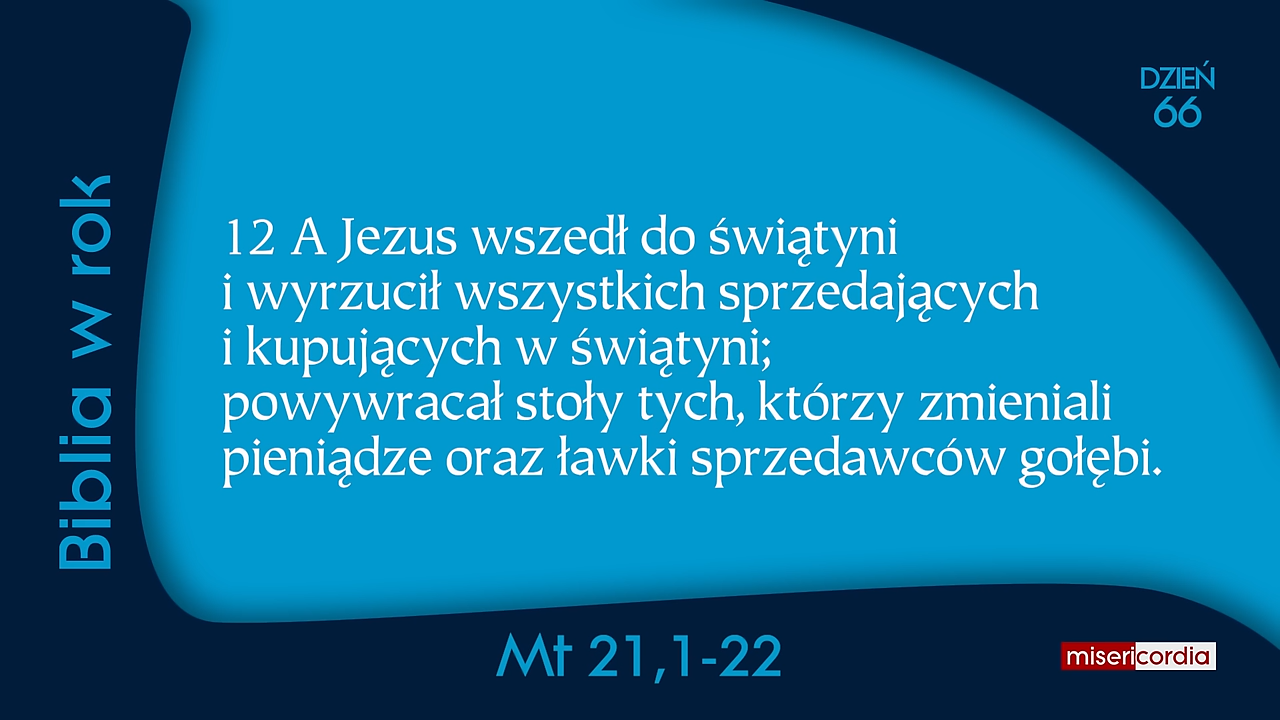 DZIEŃ
66
Biblia w rok
12 A Jezus wszedł do świątyni
i wyrzucił wszystkich sprzedających
i kupujących w świątyni;
powywracał stoły tych, którzy zmieniali
pieniądze oraz ławki sprzedawców gołębi.
Mt 21,1-22
misericordia